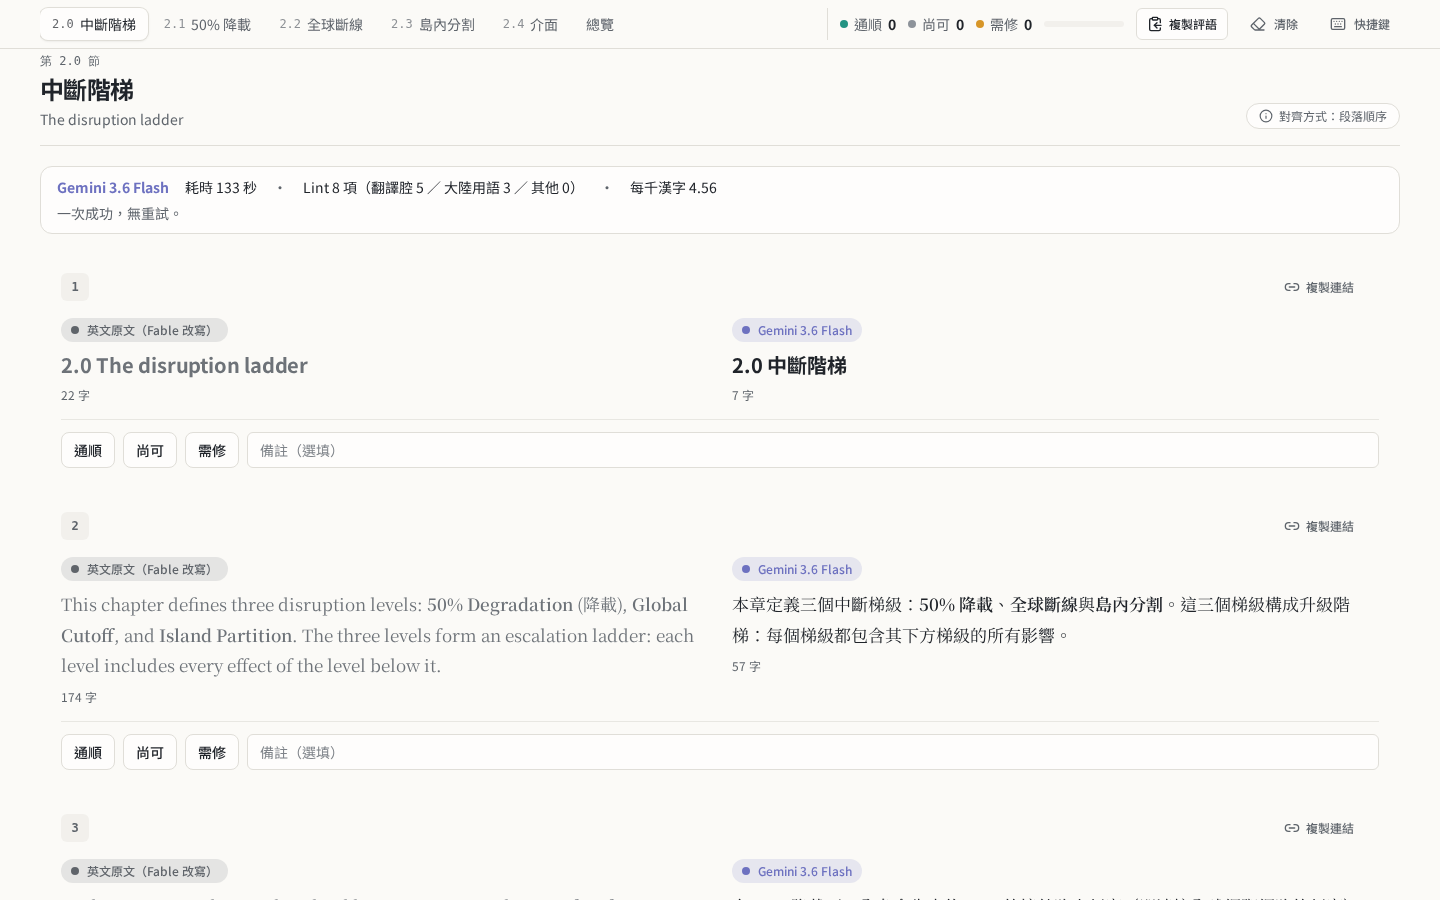 2.0 中斷階梯 2.1 50% 降載 2.2 全球斷線 2.3 島內分割 2.4 介面 總覽 通順 0 尚可 0 需修 0 複製評語 清除 快捷鍵
第 2.0 節
中斷階梯
The disruption ladder
對齊方式：段落順序
Gemini 3.6 Flash 耗時 133 秒 • Lint 8 項（翻譯腔 5 ／ 大陸用語 3 ／ 其他 0） • 每千漢字 4.56
一次成功，無重試。
1 複製連結
英文原文（Fable 改寫）
2.0 The disruption ladder
22 字
Gemini 3.6 Flash
2.0 中斷階梯
7 字
通順 尚可 需修 備註（選填）
2 複製連結
英文原文（Fable 改寫）
This chapter defines three disruption levels: 50% Degradation (降載), Global
Cutoff, and Island Partition. The three levels form an escalation ladder: each
level includes every effect of the level below it.
174 字
Gemini 3.6 Flash
本章定義三個中斷梯級：50% 降載、全球斷線與島內分割。這三個梯級構成升級階
梯：每個梯級都包含其下方梯級的所有影響。
57 字
通順 尚可 需修 備註（選填）
3 複製連結
英文原文（Fable 改寫）
Gemini 3.6 Flash